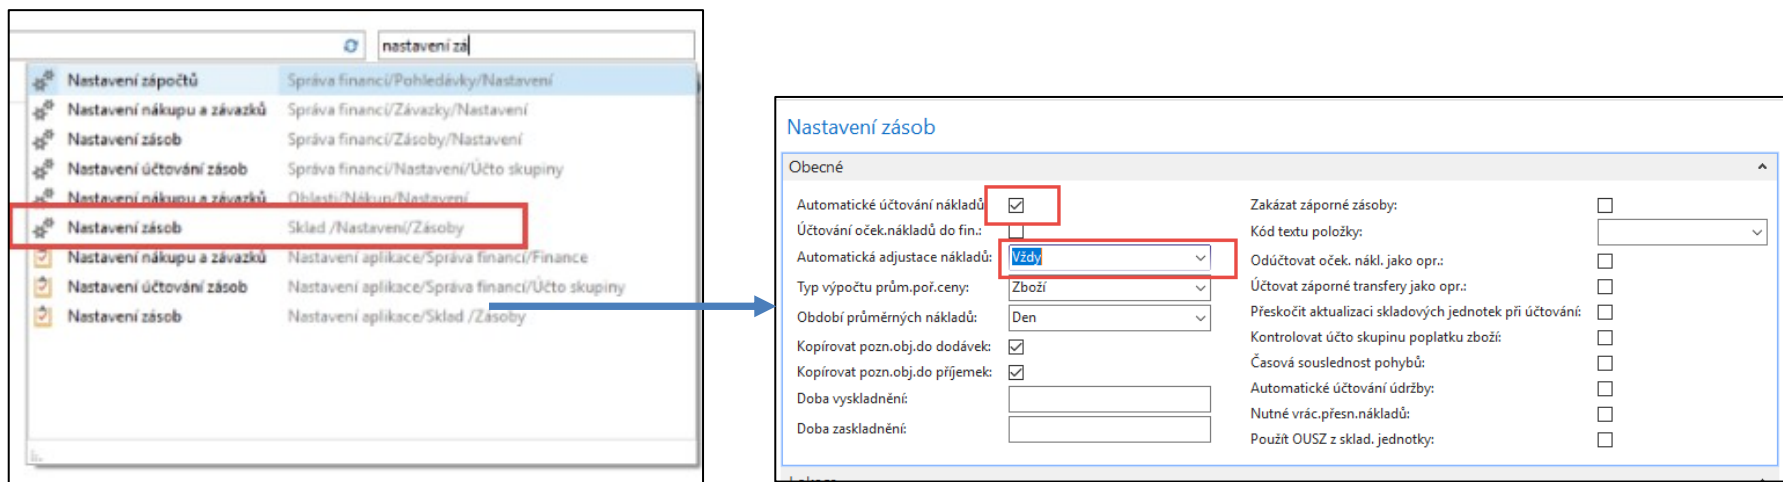 nastavení zá
Nastavení zápočtů Správa financí/Pohledávky/Nastavení
Nastavení nákupu a závazků Správa financí/Závazky/Nastavení
Nastavení zásob Správa financí/Zásoby/Nastavení
Nastavení účtování zásob Správa financí/Nastavení/Účto skupiny
Nastavení nákupu a závazků Oblasti/Nákup/Nastavení
Nastavení zásob Sklad /Nastavení/Zásoby
Nastavení nákupu a závazků Nastavení aplikace/Správa financí/Finance
Nastavení účtování zásob Nastavení aplikace/Správa financí/Účto skupiny
Nastavení zásob Nastavení aplikace/Sklad /Zásoby
Nastavení zásob
Obecné
Automatické účtování nákladů
Účtování oček.nákladů do fin.:
Automatická adjustace nákladů: Vždy
Typ výpočtu prům.poř.ceny: Zboží
Období průměrných nákladů: Den
Kopírovat pozn.obj.do dodávek:
Kopírovat pozn.obj.do příjemek:
Doba vyskladnění:
Doba zaskladnění:
Zakázat záporné zásoby:
Kód textu položky:
Odúčtovat oček. nákl. jako opr.:
Účtovat záporné transfery jako opr.:
Přeskočit aktualizaci skladových jednotek při účtování:
Kontrolovat účto skupinu poplatku zboží:
Časová souslednost pohybů:
Automatické účtování údržby:
Nutné vrác.přesn.nákladů:
Použít OUSZ z sklad. jednotky: